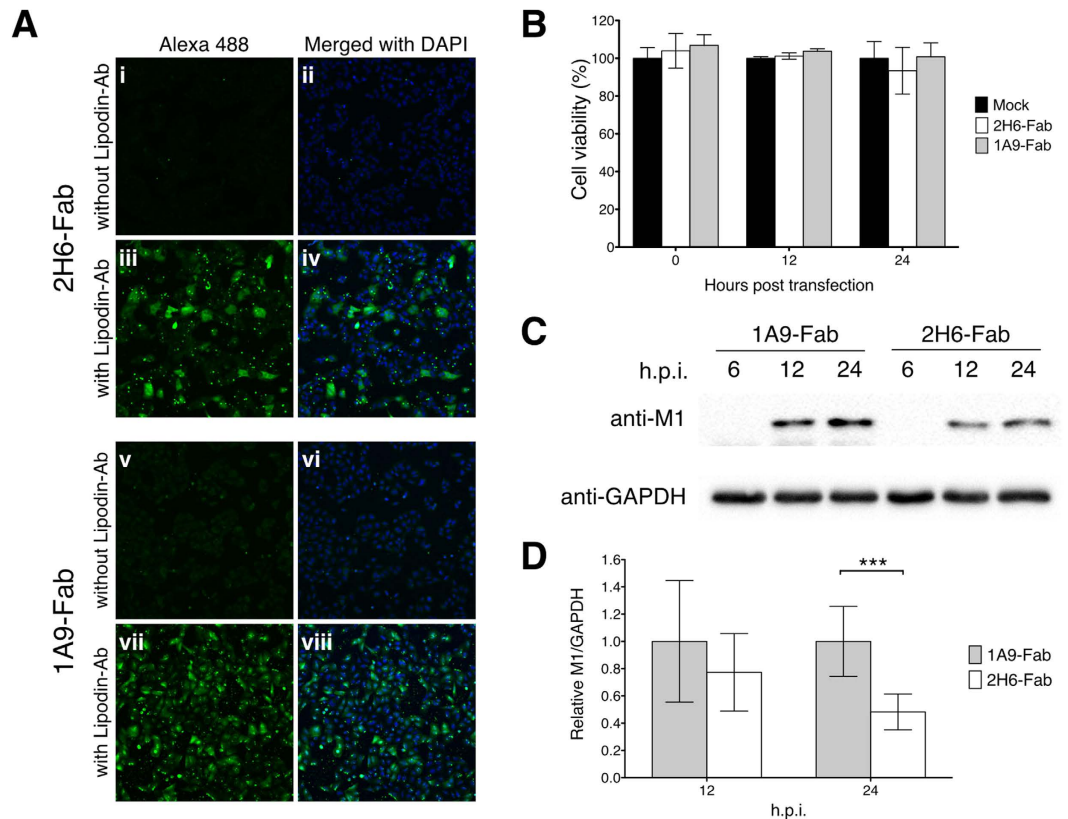 A
Alexa 488
Merged with DAPI
2H6-Fab
without Lipodin-Ab
i
ii
with Lipodin-Ab
iii
iv
1A9-Fab
without Lipodin-Ab
v
vi
with Lipodin-Ab
vii
viii
B
Cell viability (%)
120
100
80
60
40
20
0
0
12
24
Hours post transfection
Mock
2H6-Fab
1A9-Fab
C
1A9-Fab
2H6-Fab
h.p.i.
6
12
24
6
12
24
anti-M1
anti-GAPDH
D
Relative M1/GAPDH
1.6
1.4
1.2
1.0
0.8
0.6
0.4
0.2
0.0
***
12
24
h.p.i.
1A9-Fab
2H6-Fab